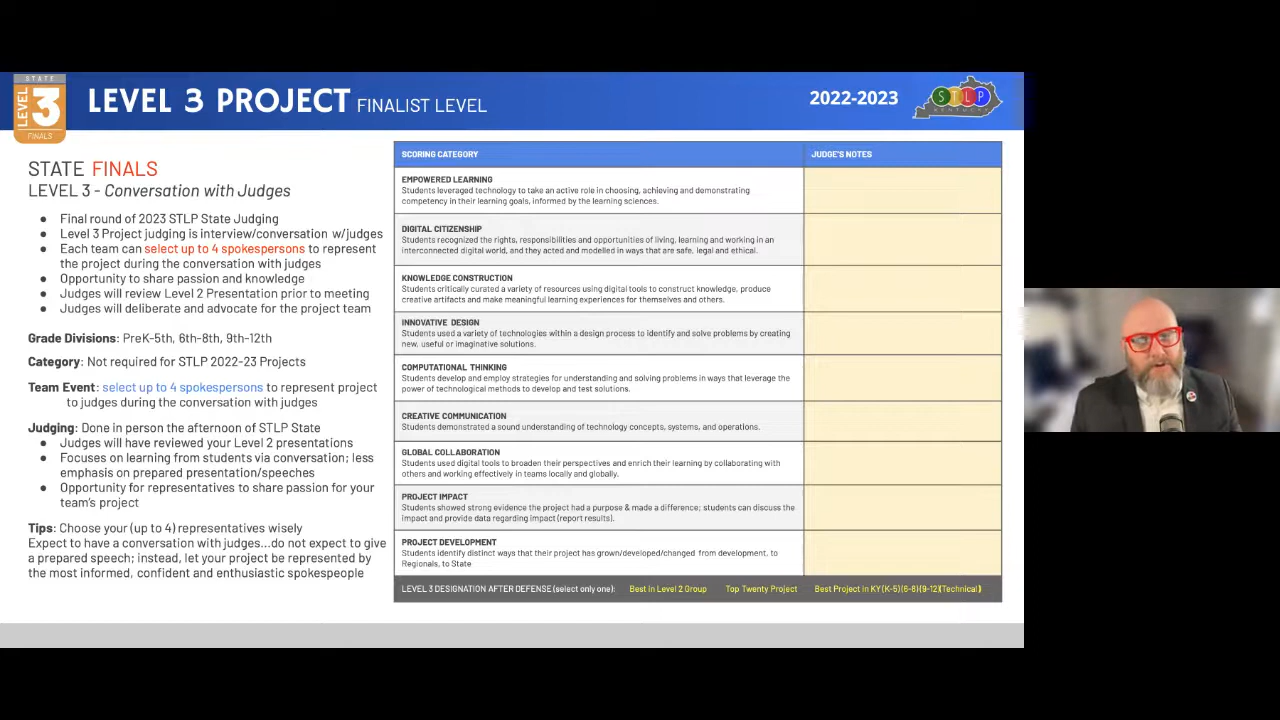 STATE
LEVEL 3
FINALS
LEVEL 3 PROJECT FINALIST LEVEL
2022-2023
STLP
KENTUCKY
STATE FINALS
LEVEL 3 - Conversation with Judges
● Final round of 2023 STLP State Judging
● Level 3 Project judging is interview/conversation w/judges
● Each team can select up to 4 spokespersons to represent
the project during the conversation with judges
● Opportunity to share passion and knowledge
● Judges will review Level 2 Presentation prior to meeting
● Judges will deliberate and advocate for the project team
Grade Divisions: PreK-5th, 6th-8th, 9th-12th
Category: Not required for STLP 2022-23 Projects
Team Event: select up to 4 spokespersons to represent project
to judges during the conversation with judges
Judging: Done in person the afternoon of STLP State
● Judges will have reviewed your Level 2 presentations
● Focuses on learning from students via conversation; less
emphasis on prepared presentation/speeches
● Opportunity for representatives to share passion for your
team's project
Tips: Choose your (up to 4) representatives wisely
Expect to have a conversation with judges...do not expect to give
a prepared speech; instead, let your project be represented by
the most informed, confident and enthusiastic spokespeople
SCORING CATEGORY
JUDGE'S NOTES
EMPOWERED LEARNING
Students leveraged technology to take an active role in choosing, achieving and demonstrating
competency in their learning goals, informed by the learning sciences.
DIGITAL CITIZENSHIP
Students recognized the rights, responsibilities and opportunities of living, learning and working in an
interconnected digital world, and they acted and modelled in ways that are safe, legal and ethical.
KNOWLEDGE CONSTRUCTION
Students critically curated a variety of resources using digital tools to construct knowledge, produce
creative artifacts and make meaningful learning experiences for themselves and others.
INNOVATIVE DESIGN
Students used a variety of technologies within a design process to identify and solve problems by creating
new, useful or imaginative solutions.
COMPUTATIONAL THINKING
Students develop and employ strategies for understanding and solving problems in ways that leverage the
power of technological methods to develop and test solutions.
CREATIVE COMMUNICATION
Students demonstrated a sound understanding of technology concepts, systems, and operations.
GLOBAL COLLABORATION
Students used digital tools to broaden their perspectives and enrich their learning by collaborating with
others and working effectively in teams locally and globally.
PROJECT IMPACT
Students showed strong evidence the project had a purpose & made a difference; students can discuss the
impact and provide data regarding impact (report results).
PROJECT DEVELOPMENT
Students identify distinct ways that their project has grown/developed/changed from development, to
Regionals, to State
LEVEL 3 DESIGNATION AFTER DEFENSE (select only one): Best in Level 2 Group Top Twenty Project Best Project in KY (K-5) (6-8) (9-12)(Technical)